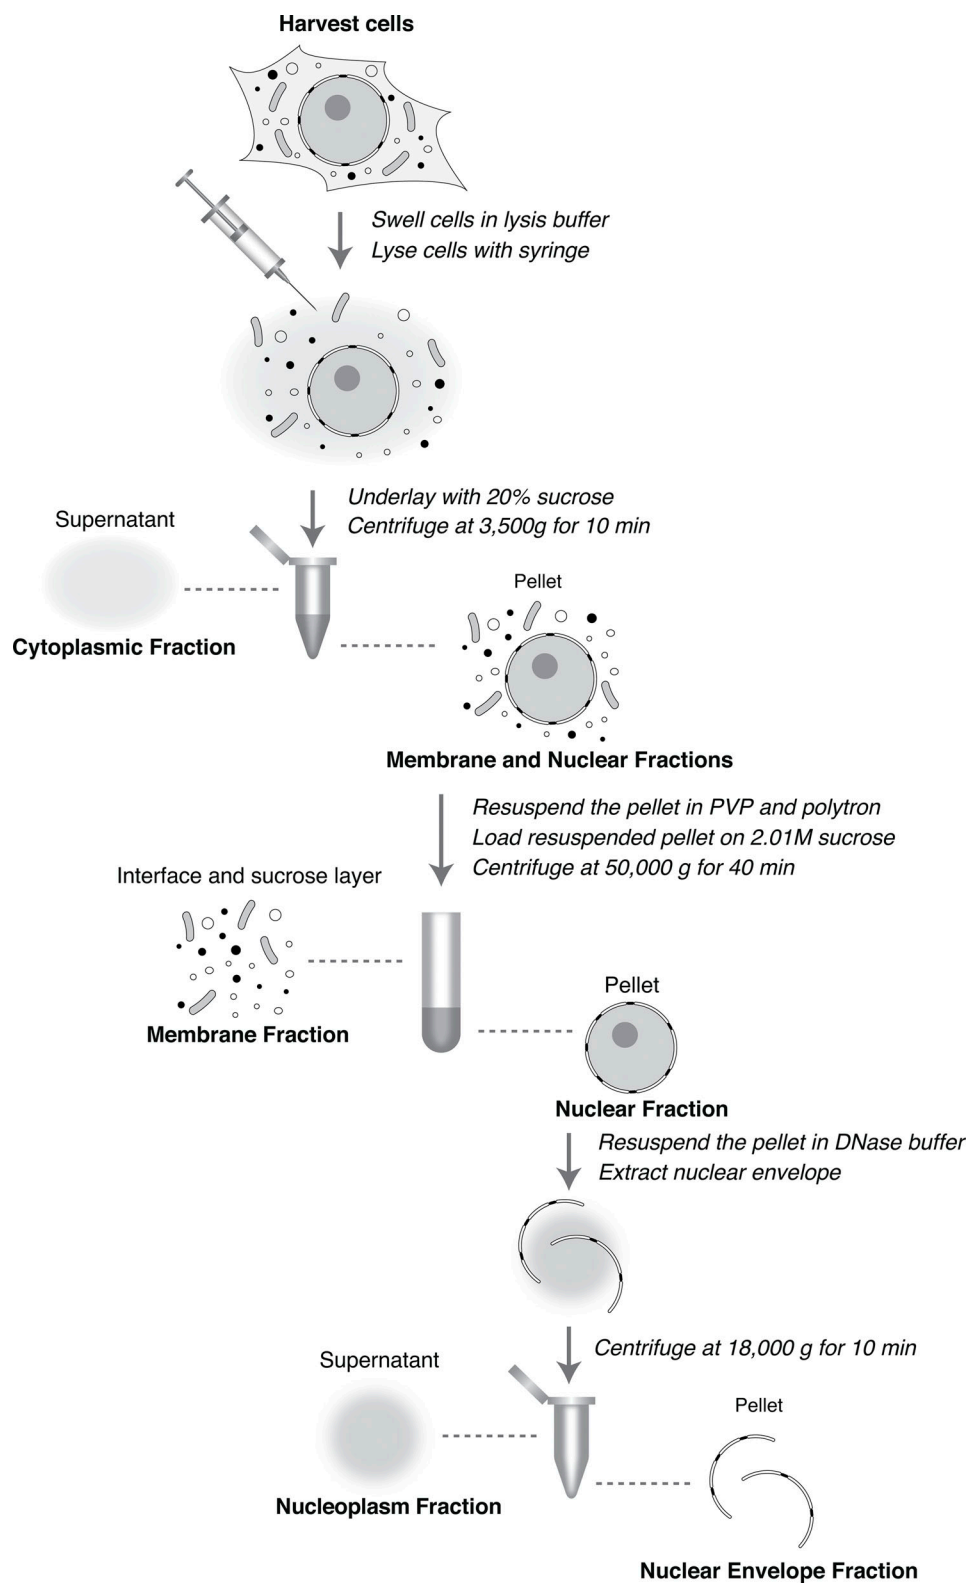 Harvest cells
Swell cells in lysis buffer
Lyse cells with syringe
Underlay with 20% sucrose
Centrifuge at 3,500g for 10 min
Supernatant
Cytoplasmic Fraction
Pellet
Membrane and Nuclear Fractions
Resuspend the pellet in PVP and polytron
Load resuspended pellet on 2.01M sucrose
Centrifuge at 50,000 g for 40 min
Interface and sucrose layer
Membrane Fraction
Pellet
Nuclear Fraction
Resuspend the pellet in DNase buffer
Extract nuclear envelope
Centrifuge at 18,000 g for 10 min
Supernatant
Nucleoplasm Fraction
Pellet
Nuclear Envelope Fraction